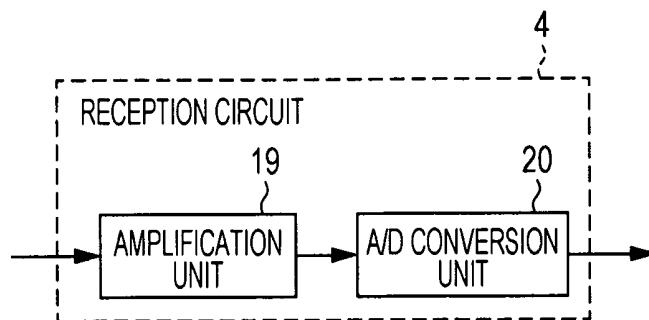 4
RECEPTION CIRCUIT
19
20
AMPLIFICATION
UNIT
A/D CONVERSION
UNIT